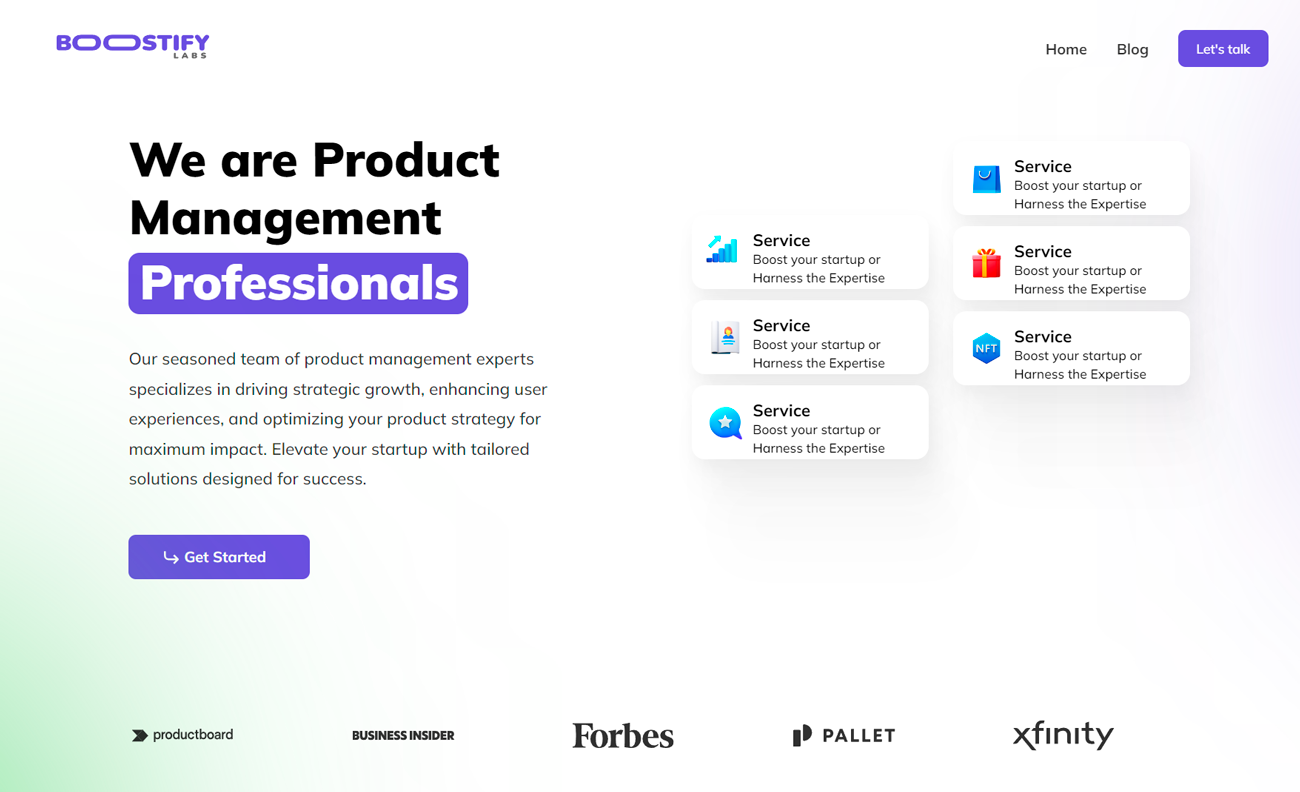 BOOSTIFY
LABS
Home
Blog
Let's talk
We are Product
Management
Professionals
Our seasoned team of product management experts
specializes in driving strategic growth, enhancing user
experiences, and optimizing your product strategy for
maximum impact. Elevate your startup with tailored
solutions designed for success.
Get Started
Service
Boost your startup or
Harness the Expertise
Service
Boost your startup or
Harness the Expertise
Service
Boost your startup or
Harness the Expertise
Service
Boost your startup or
Harness the Expertise
Service
Boost your startup or
Harness the Expertise
NFT
Service
Boost your startup or
Harness the Expertise
productboard
BUSINESS INSIDER
Forbes
PALLET
xfinity